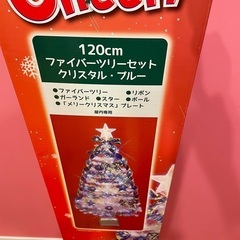 120cm
ファイバーツリーセット
クリスタル・ブルー
●ファイバーツリー ●リボン
●ガーランド ●スター ●ボール
●「メリークリスマス」プレート
屋内専用